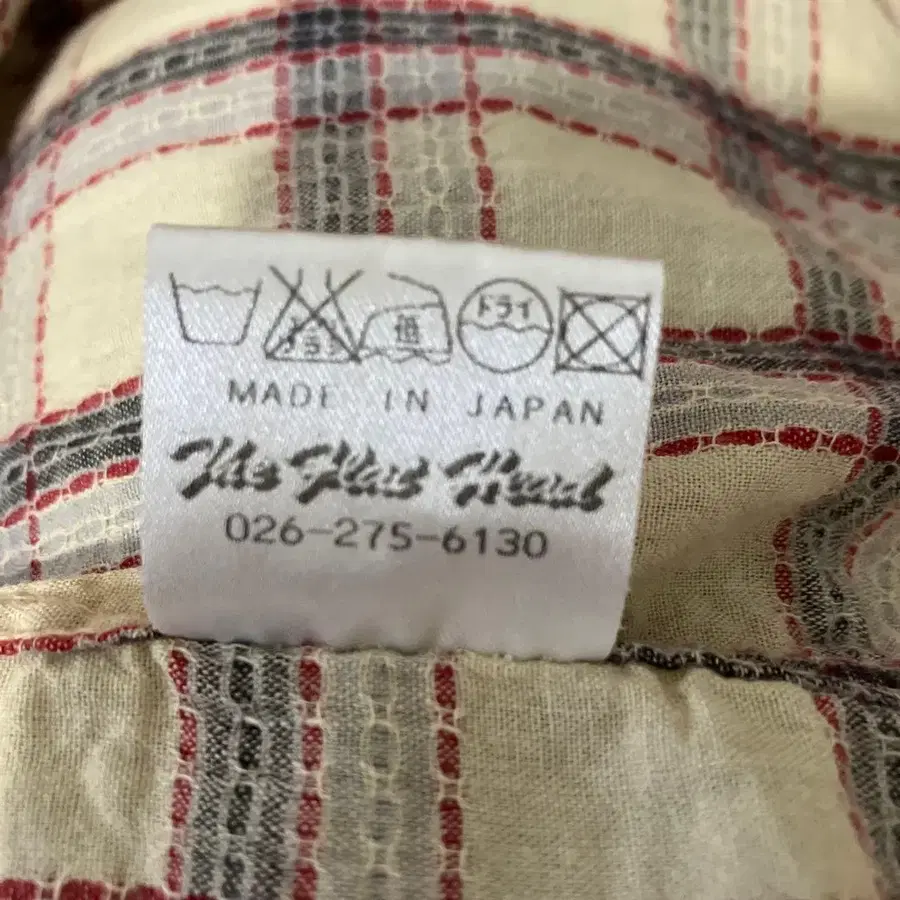 ドライ
MADE IN JAPAN
The Flat Head
026-275-6130